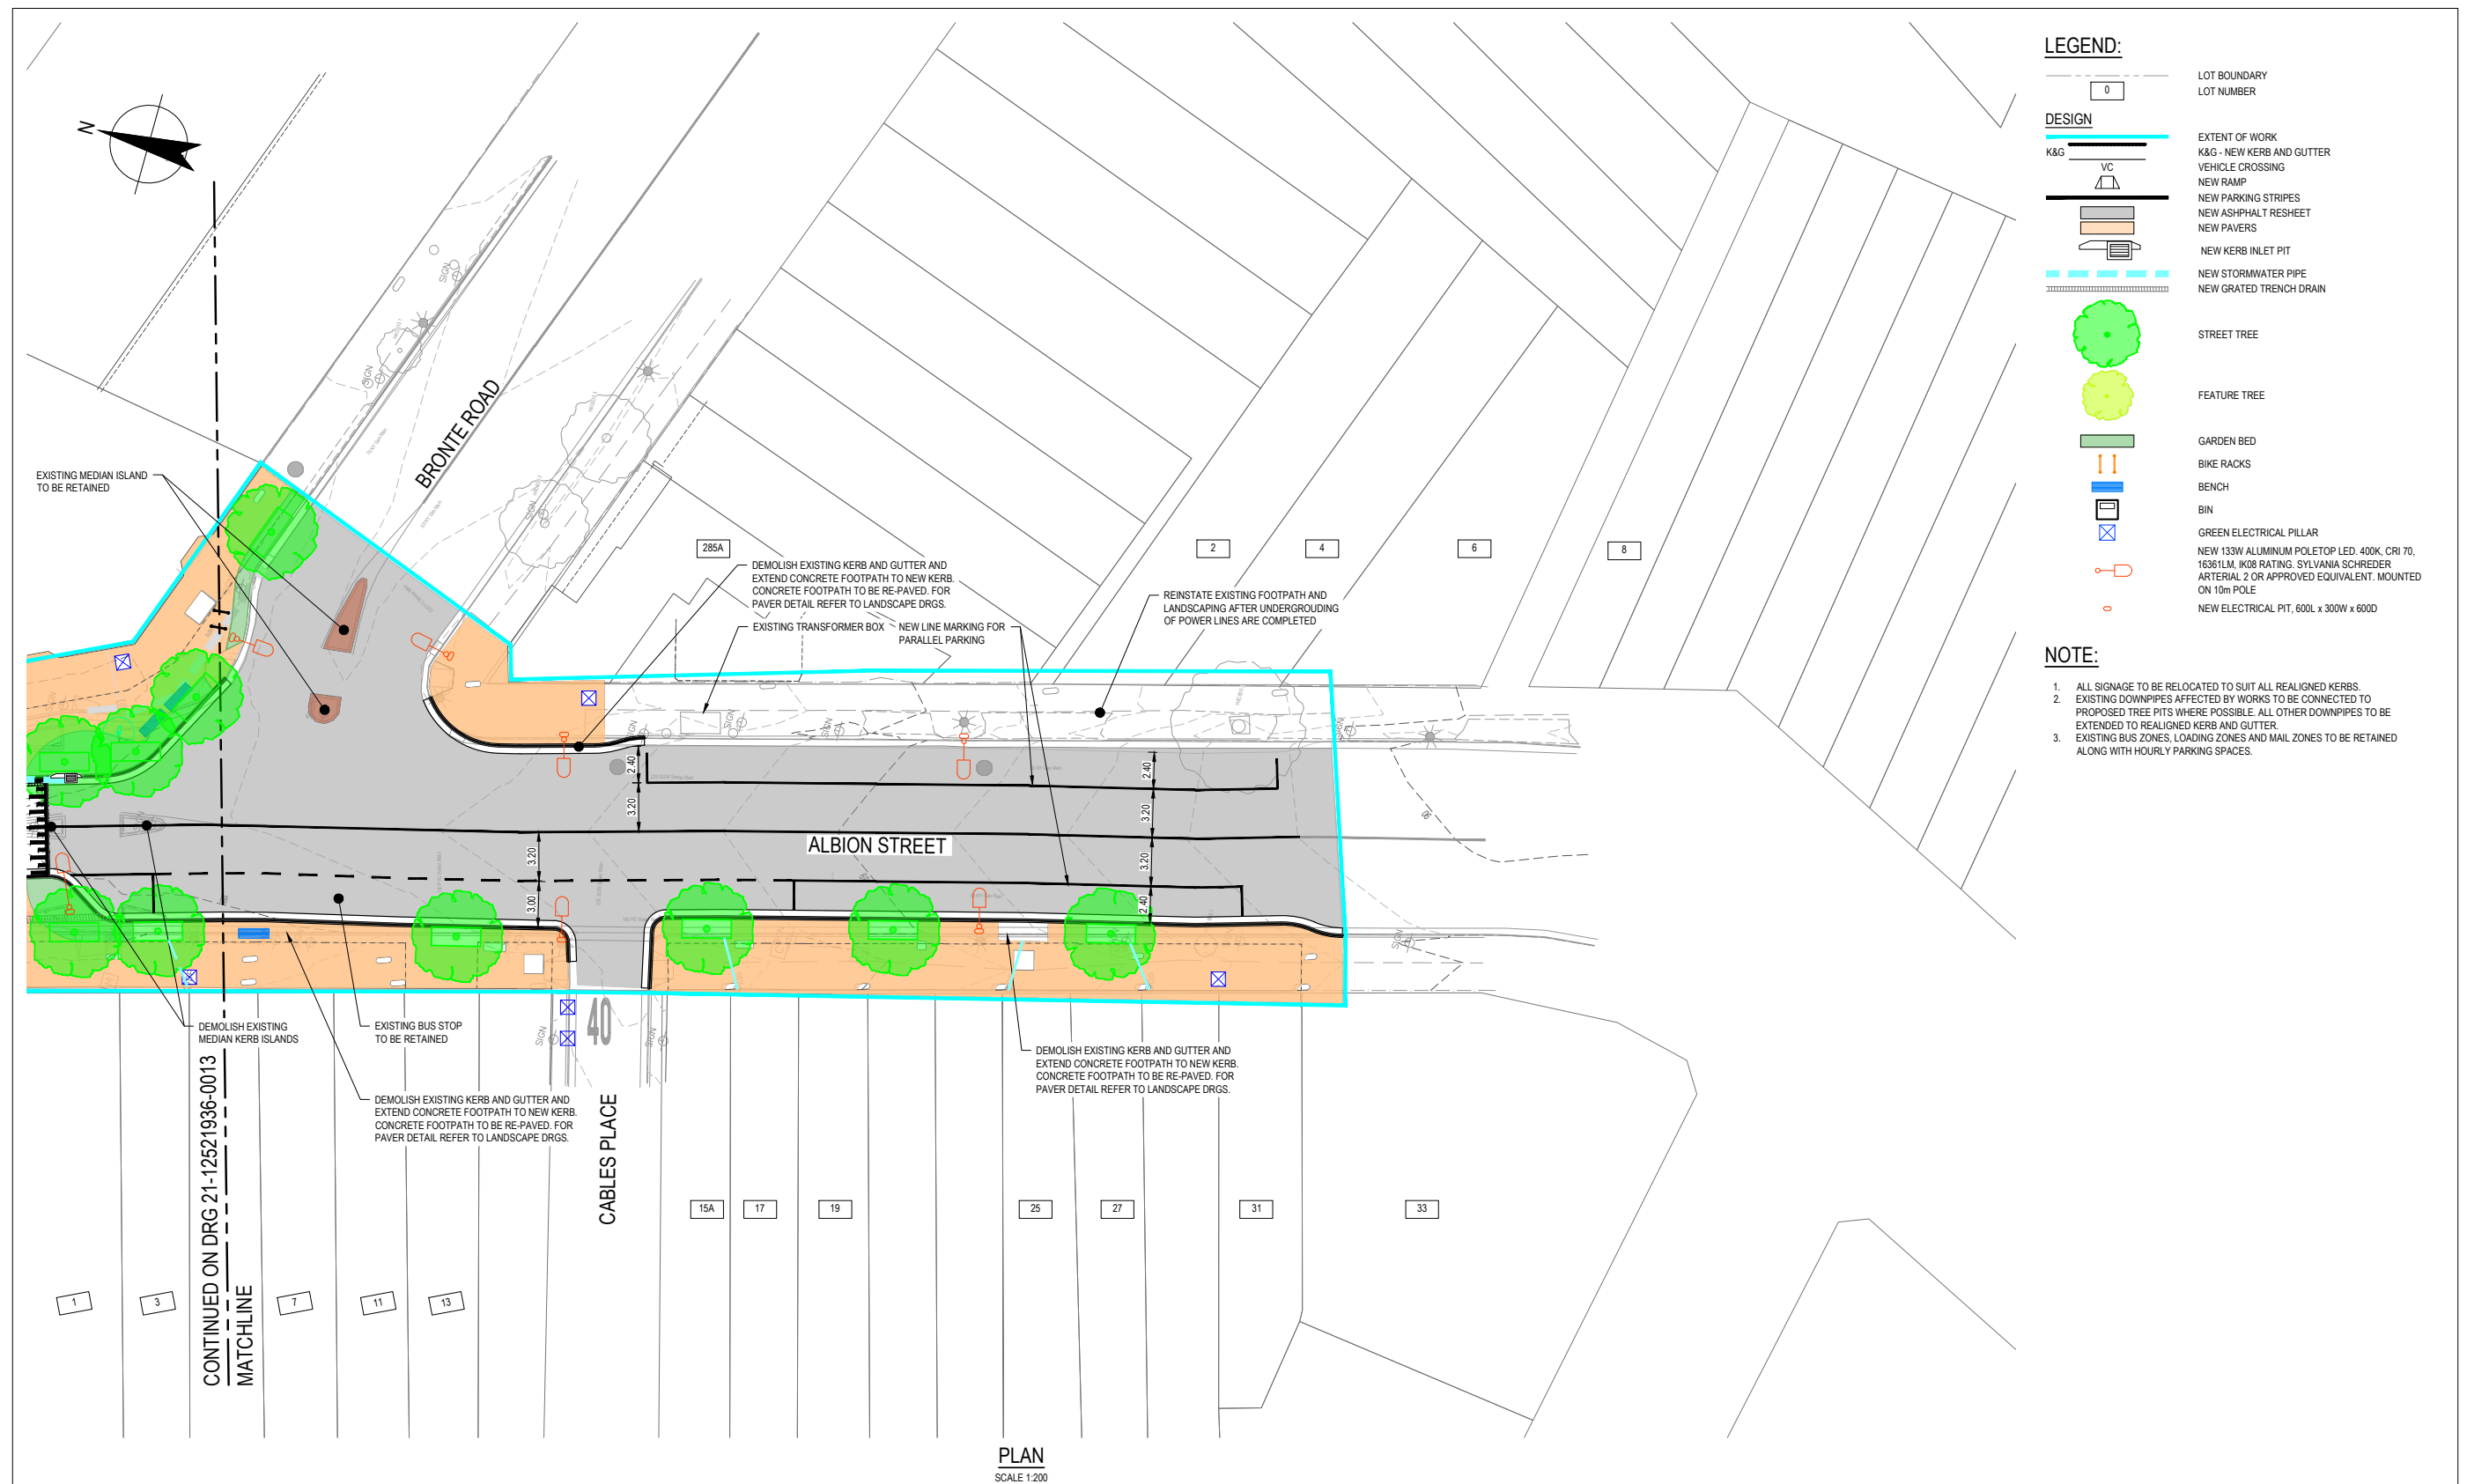 N
BRONTE ROAD
SIGN
SIGN
SIGN
EXISTING MEDIAN ISLAND
TO BE RETAINED
285A
2
4
6
8
DEMOLISH EXISTING KERB AND GUTTER AND
EXTEND CONCRETE FOOTPATH TO NEW KERB.
CONCRETE FOOTPATH TO BE RE-PAVED. FOR
PAVER DETAIL REFER TO LANDSCAPE DRGS.
EXISTING TRANSFORMER BOX
NEW LINE MARKING FOR
PARALLEL PARKING
REINSTATE EXISTING FOOTPATH AND
LANDSCAPING AFTER UNDERGROUDING
OF POWER LINES ARE COMPLETED
SIGN
SIGN
SIGN
SIGN
2.40
3.20
3.20
3.00
2.40
3.20
3.20
2.40
ALBION STREET
SIGN
DEMOLISH EXISTING
MEDIAN KERB ISLANDS
EXISTING BUS STOP
TO BE RETAINED
SIGN
40
SIGN
DEMOLISH EXISTING KERB AND GUTTER AND
EXTEND CONCRETE FOOTPATH TO NEW KERB.
CONCRETE FOOTPATH TO BE RE-PAVED. FOR
PAVER DETAIL REFER TO LANDSCAPE DRGS.
DEMOLISH EXISTING KERB AND GUTTER AND
EXTEND CONCRETE FOOTPATH TO NEW KERB.
CONCRETE FOOTPATH TO BE RE-PAVED. FOR
PAVER DETAIL REFER TO LANDSCAPE DRGS.
CABLES PLACE
CONTINUED ON DRG 21-12521936-0013
MATCHLINE
15A
17
19
25
27
31
33
1
3
7
11
13
PLAN
SCALE 1:200
LEGEND:
LOT BOUNDARY
0
LOT NUMBER
DESIGN
EXTENT OF WORK
K&G
K&G - NEW KERB AND GUTTER
VC
VEHICLE CROSSING
NEW RAMP
NEW PARKING STRIPES
NEW ASHPHALT RESHEET
NEW PAVERS
NEW KERB INLET PIT
NEW STORMWATER PIPE
NEW GRATED TRENCH DRAIN
STREET TREE
FEATURE TREE
GARDEN BED
BIKE RACKS
BENCH
BIN
GREEN ELECTRICAL PILLAR
NEW 133W ALUMINUM POLETOP LED. 400K, CRI 70,
16361LM, IK08 RATING. SYLVANIA SCHREDER
ARTERIAL 2 OR APPROVED EQUIVALENT. MOUNTED
ON 10m POLE
NEW ELECTRICAL PIT, 600L x 300W x 600D
NOTE:
1. ALL SIGNAGE TO BE RELOCATED TO SUIT ALL REALIGNED KERBS.
2. EXISTING DOWNPIPES AFFECTED BY WORKS TO BE CONNECTED TO
PROPOSED TREE PITS WHERE POSSIBLE. ALL OTHER DOWNPIPES TO BE
EXTENDED TO REALIGNED KERB AND GUTTER.
3. EXISTING BUS ZONES, LOADING ZONES AND MAIL ZONES TO BE RETAINED
ALONG WITH HOURLY PARKING SPACES.